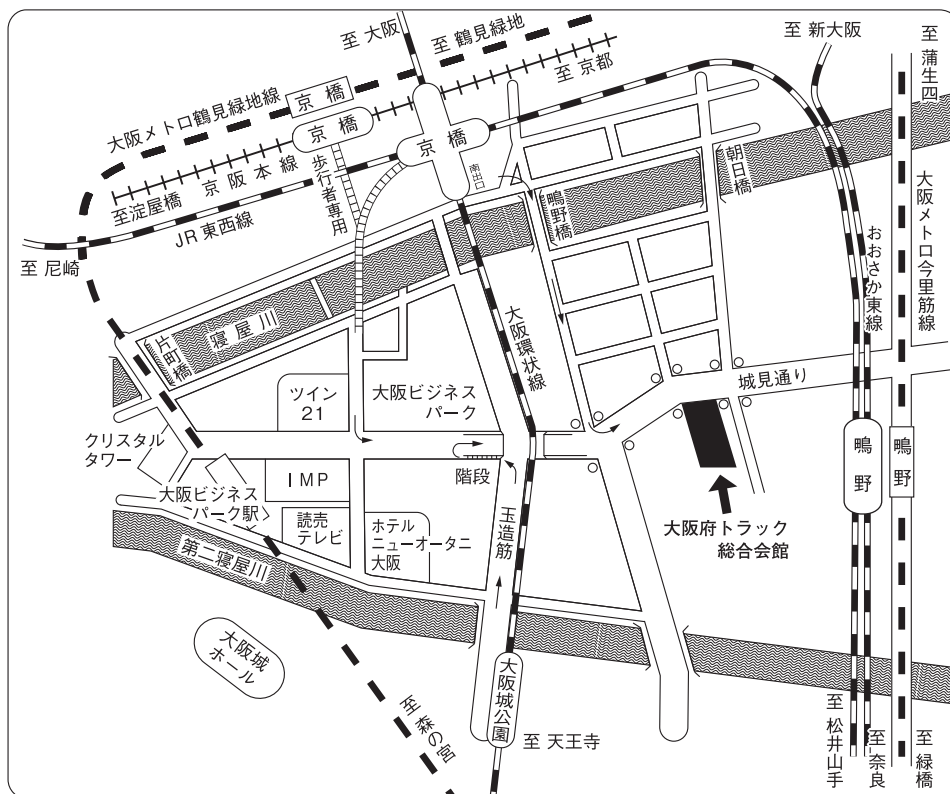 至 大阪
至 鶴見緑地
至 新大阪
至 蒲生四
大阪メトロ鶴見緑地線
京橋
至 京都
京橋
京橋
至淀屋橋
京阪本線
歩行者専用
南出口
JR東西線
至 尼崎
鴫野橋
朝日橋
おおさか東線
大阪メトロ今里筋線
寝屋川
片町橋
大阪環状線
城見通り
ツイン
21
大阪ビジネス
パーク
クリスタル
タワー
鴫野
鴫野
階段
IMP
大阪ビジネス
パーク駅
読売
テレビ
ホテル
ニューオータニ
大阪
玉造筋
大阪府トラック
総合会館
第二寝屋川
大阪城
ホール
大阪城公園
至 森の宮
至 天王寺
至 松井山手
至 奈良
至 緑橋